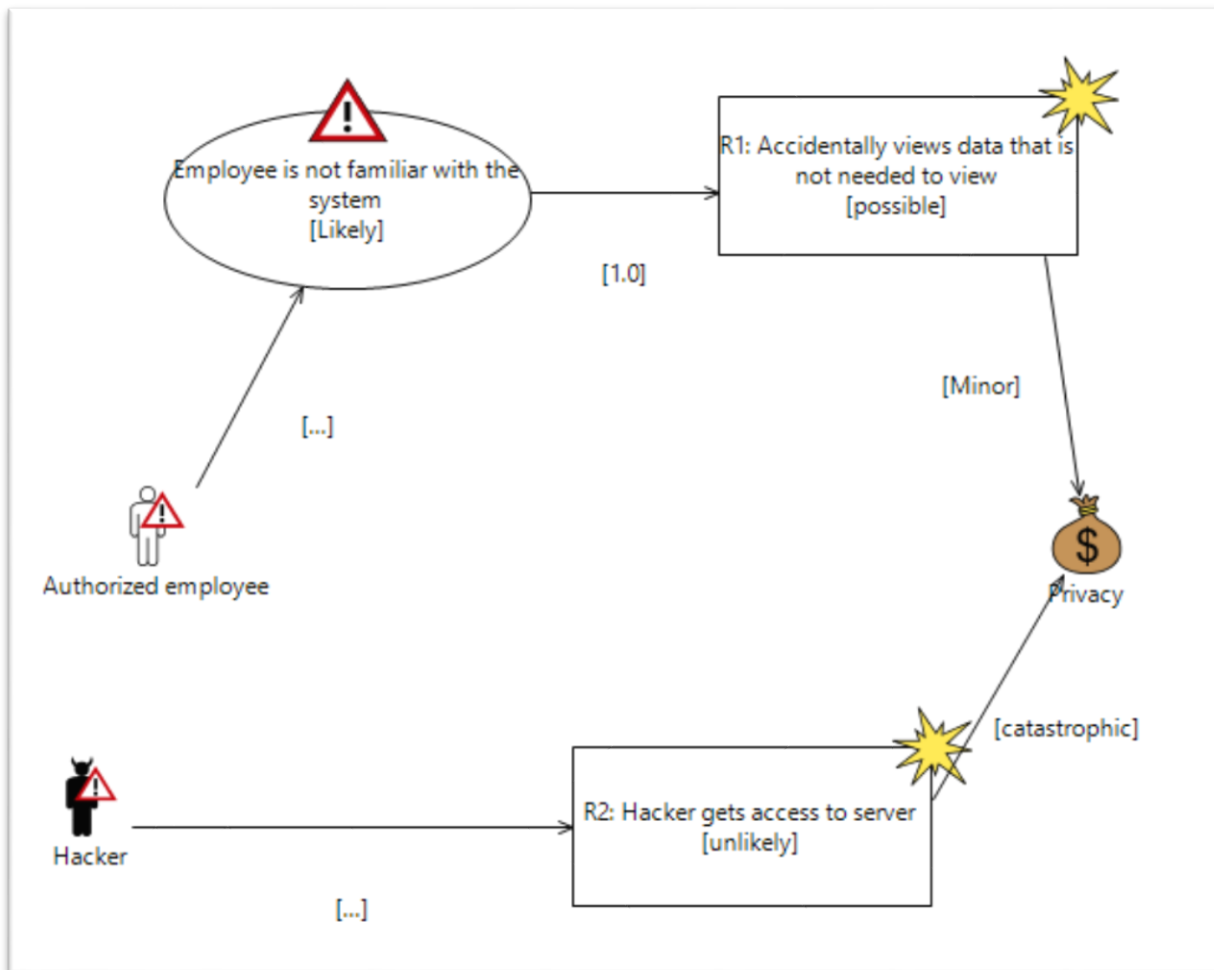 Employee is not familiar with the
system
[Likely]
R1: Accidentally views data that is
not needed to view
[possible]
[1.0]
[Minor]
[...]
Authorized employee
$
Privacy
[catastrophic]
R2: Hacker gets access to server
[unlikely]
Hacker
[...]